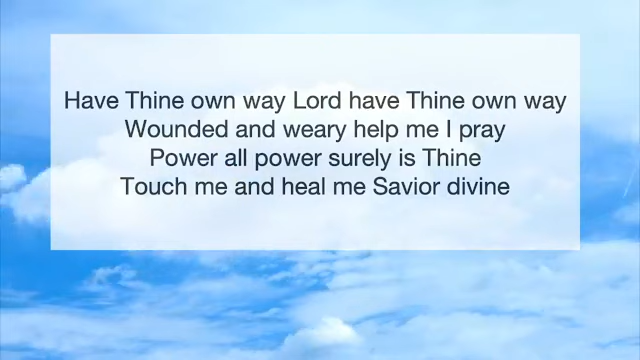 Have Thine own way Lord have Thine own way
Wounded and weary help me I pray
Power all power surely is Thine
Touch me and heal me Savior divine